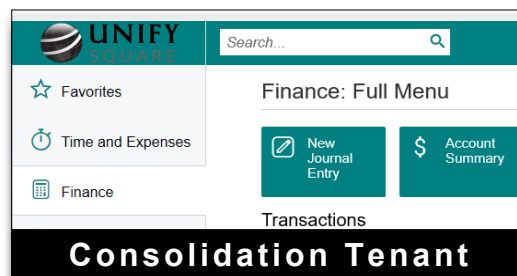 UNIFY
SQUARE
Search...
Favorites
Time and Expenses
Finance
Finance: Full Menu
New
Journal
Entry
$ Account
Summary
Transactions
Consolidation Tenant